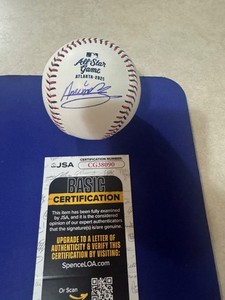 All-Star
Game
ATLANTA 2025
JSA
CERTIFICATION NUMBER
CG38090
BASIC
CERTIFICATION
This item has been fully examined
by JSA, and it is the considered
opinion of our expert authenticators
that the signature(s) is/are genuine.
UPGRADE TO A LETTER OF
AUTHENTICITY & VERIFY THIS
CERTIFICATION BY VISITING:
SpenceLOA.com
Or Scan